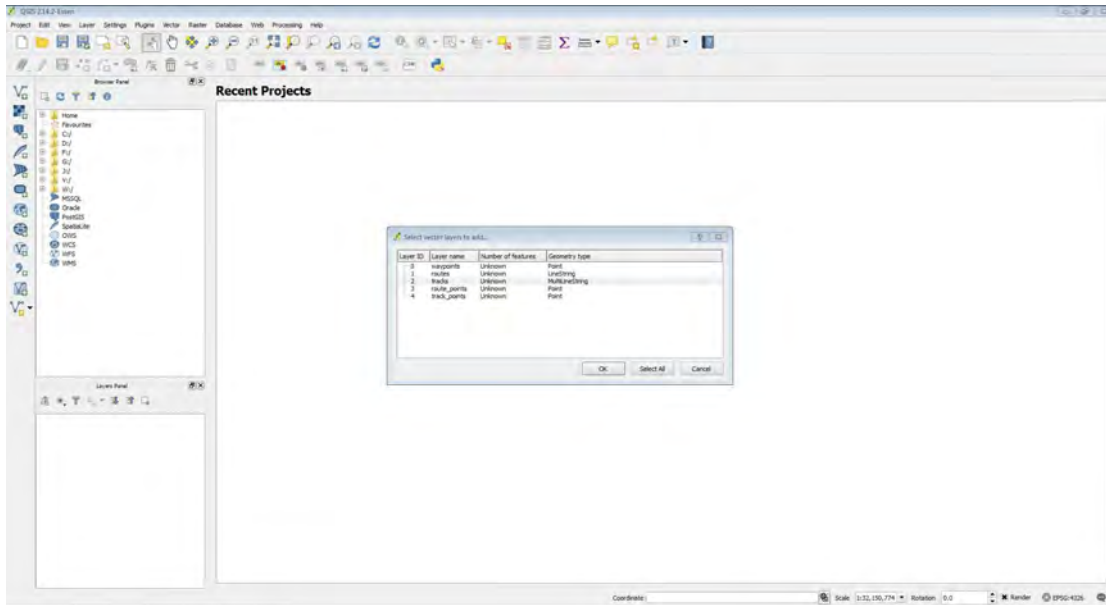 QGIS 2.14.2-Essen
Project Edit View Layer Settings Plugins Vector Raster Database Web Processing Help
Browser Panel
Recent Projects
Home
Favourites
C:/
D:/
F:/
G:/
J:/
V:/
W:/
MSSQL
Oracle
PostGIS
SpatiaLite
OWS
WCS
WFS
WMS
Select vector layers to add...
Layer ID Layer name Number of features Geometry type
0 waypoints Unknown Point
1 routes Unknown LineString
2 tracks Unknown MultiLineString
3 route_points Unknown Point
4 track_points Unknown Point
OK Select All Cancel
Layers Panel
Coordinate: Scale 1:32,150,774 Rotation 0.0 Render EPSG:4326